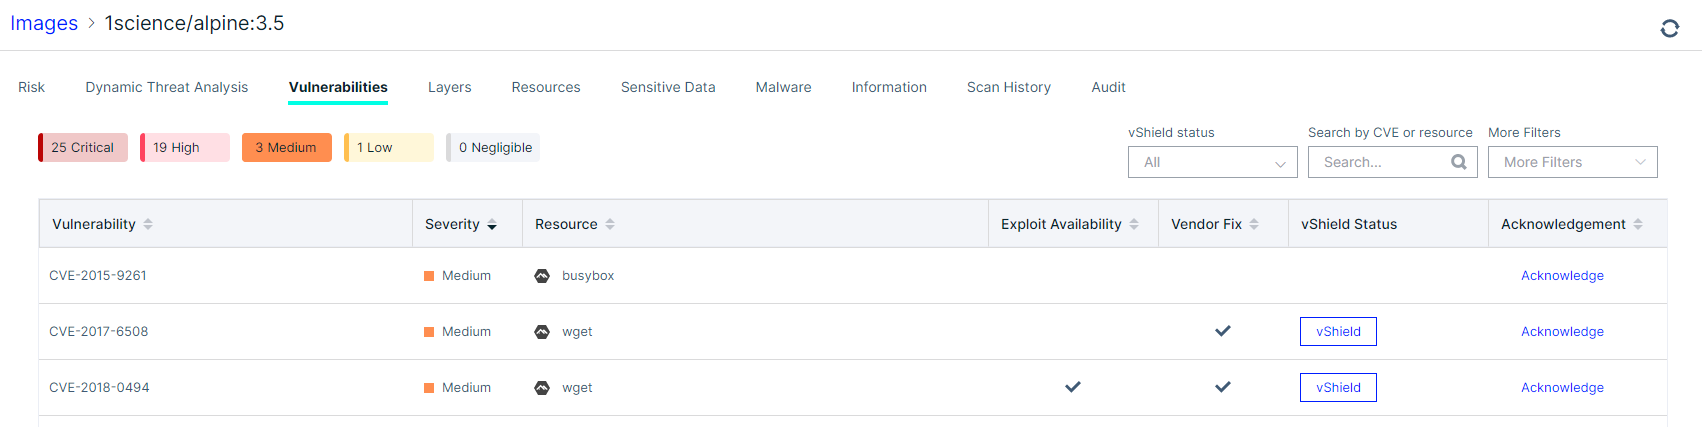 Images > 1science/alpine:3.5
Risk Dynamic Threat Analysis Vulnerabilities Layers Resources Sensitive Data Malware Information Scan History Audit
25 Critical 19 High 3 Medium 1 Low 0 Negligible
vShield status Search by CVE or resource More Filters
All Search... More Filters
Vulnerability Severity Resource Exploit Availability Vendor Fix vShield Status Acknowledgement
CVE-2015-9261 Medium busybox Acknowledge
CVE-2017-6508 Medium wget vShield Acknowledge
CVE-2018-0494 Medium wget vShield Acknowledge